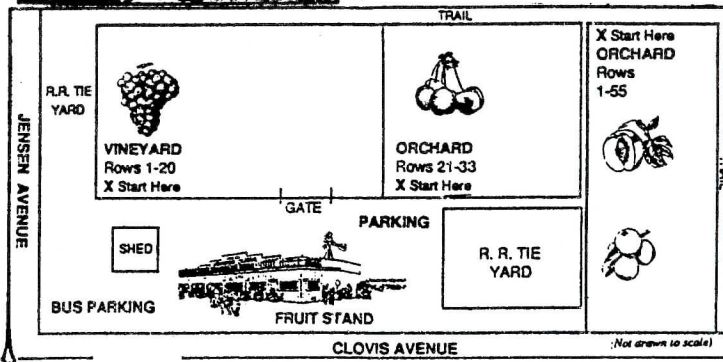 TRAIL
X Start Here
ORCHARD
Rows
1-55
R.R. TIE
YARD
VINEYARD
Rows 1-20
X Start Here
ORCHARD
Rows 21-33
X Start Here
JENSEN AVENUE
GATE
PARKING
SHED
R. R. TIE
YARD
BUS PARKING
FRUIT STAND
CLOVIS AVENUE
(Not drawn to scale)